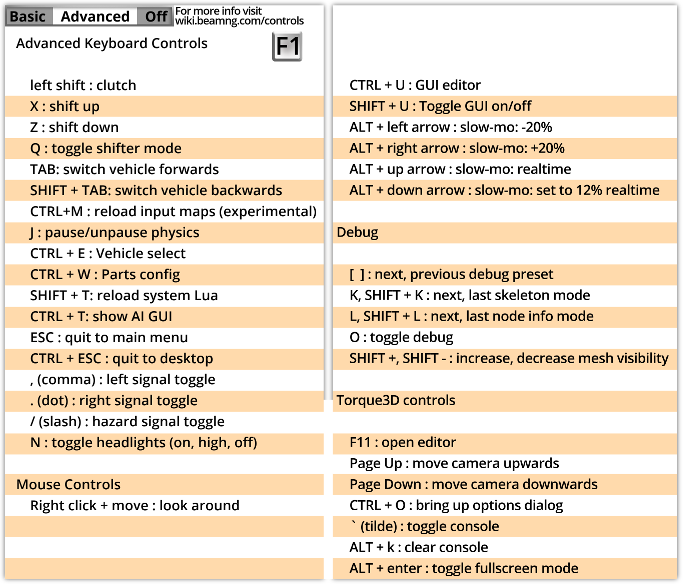 Basic Advanced Off For more info visit
wiki.beamng.com/controls
Advanced Keyboard Controls F1
left shift : clutch
X : shift up
Z : shift down
Q : toggle shifter mode
TAB: switch vehicle forwards
SHIFT + TAB: switch vehicle backwards
CTRL+M : reload input maps (experimental)
J : pause/unpause physics
CTRL + E : Vehicle select
CTRL + W : Parts config
SHIFT + T: reload system Lua
CTRL + T: show AI GUI
ESC : quit to main menu
CTRL + ESC : quit to desktop
, (comma) : left signal toggle
. (dot) : right signal toggle
/ (slash) : hazard signal toggle
N : toggle headlights (on, high, off)
Mouse Controls
Right click + move : look around
CTRL + U : GUI editor
SHIFT + U : Toggle GUI on/off
ALT + left arrow : slow-mo: -20%
ALT + right arrow : slow-mo: +20%
ALT + up arrow : slow-mo: realtime
ALT + down arrow : slow-mo: set to 12% realtime
Debug
[ ] : next, previous debug preset
K, SHIFT + K : next, last skeleton mode
L, SHIFT + L : next, last node info mode
O : toggle debug
SHIFT +, SHIFT - : increase, decrease mesh visibility
Torque3D controls
F11 : open editor
Page Up : move camera upwards
Page Down : move camera downwards
CTRL + O : bring up options dialog
` (tilde) : toggle console
ALT + k : clear console
ALT + enter : toggle fullscreen mode